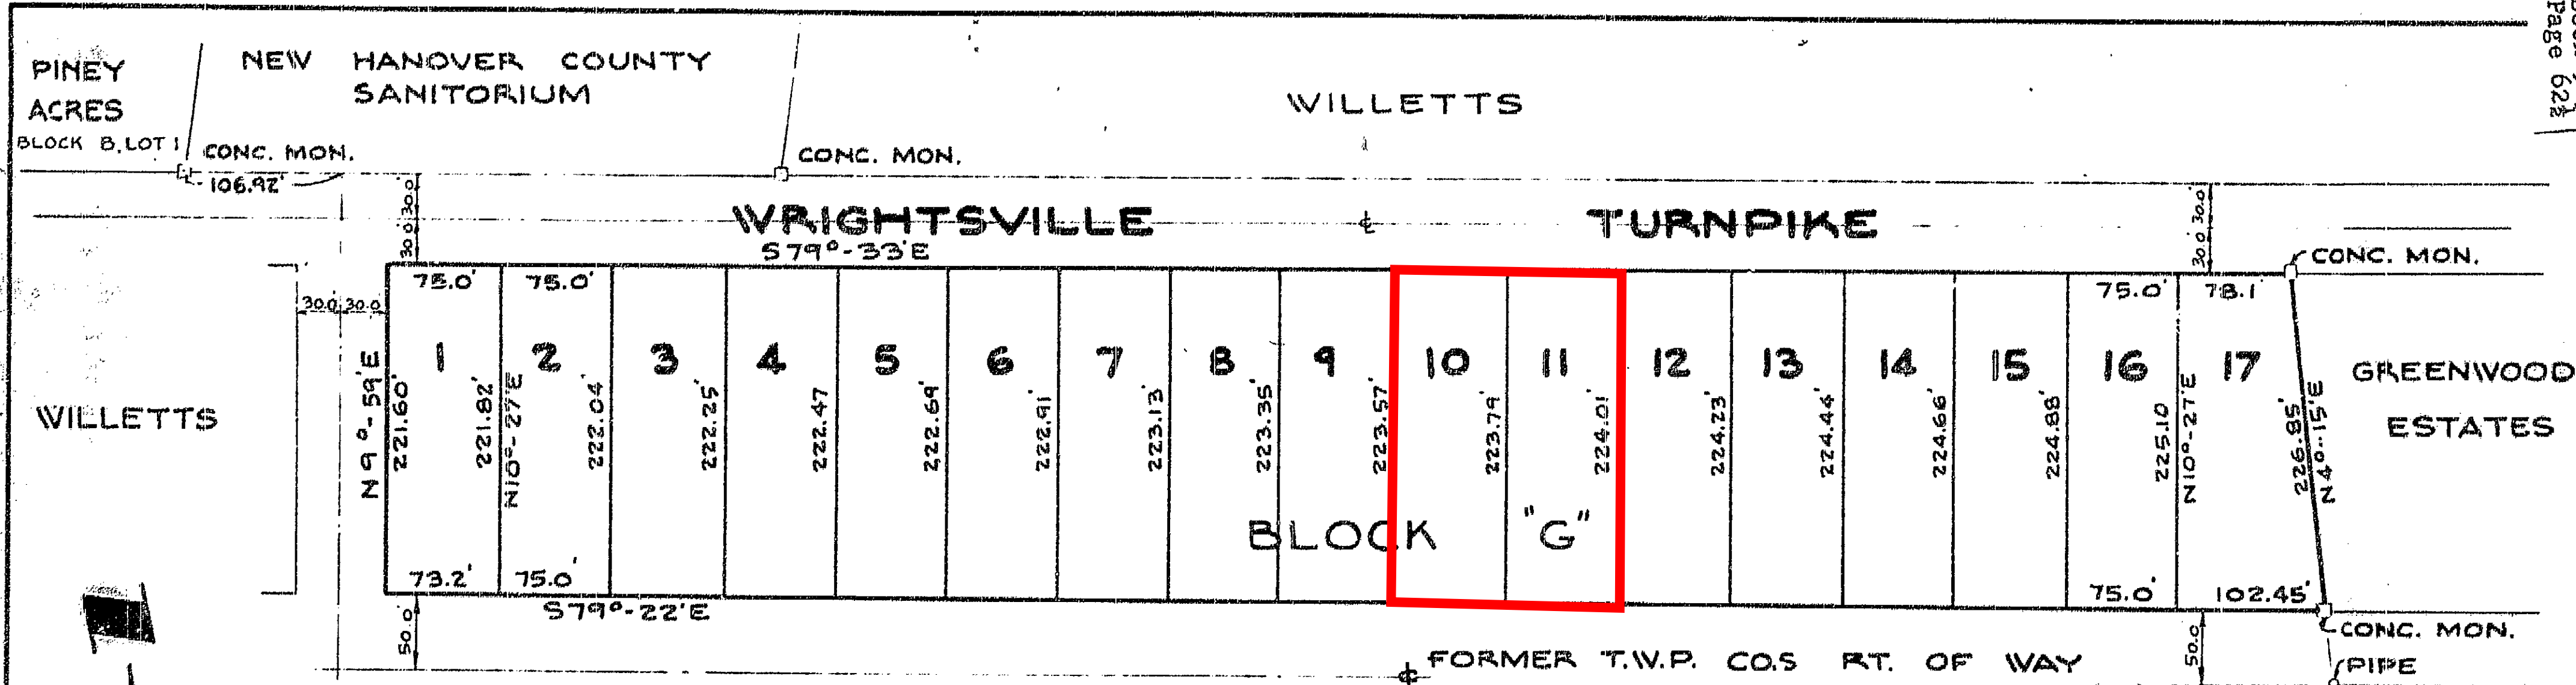 Page 62½
PINEY
ACRES
BLOCK B, LOT 1
NEW HANOVER COUNTY
SANITORIUM
WILLETTS
CONC. MON.
106.92'
CONC. MON.
30.0' 30.0'
WRIGHTSVILLE ℄ TURNPIKE
S79°-33'E
30.0' 30.0'
CONC. MON.
30.0' 30.0
75.0' 75.0' 75.0' 78.1'
1 2 3 4 5 6 7 8 9 10 11 12 13 14 15 16 17
N 9°-59'E
221.60'
221.82'
N10°-27'E
222.04'
222.25'
222.47
222.69'
222.91'
223.13'
223.35'
223.57'
223.79'
224.01'
224.23'
224.44'
224.66'
224.88'
225.10
N10°-27'E
226.85'
N4°-15'E
WILLETTS
GREENWOOD
ESTATES
BLOCK "G"
73.2' 75.0' 75.0' 102.45'
S79°-22'E
50.0'
50.0
CONC. MON.
℄ FORMER T.W.P. CO.S RT. OF WAY
PIPE